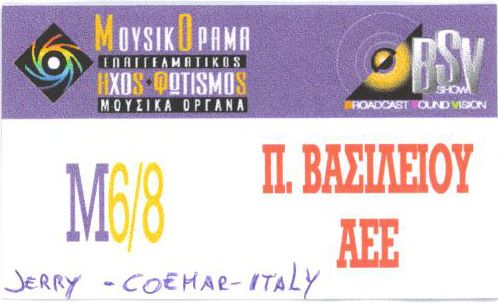 ΜΟΥΣΙΚΟΡΑΜΑ
ΕΠΑΓΓΕΛΜΑΤΙΚΟΣ
ΗΧΟΣ·ΦΩΤΙΣΜΟΣ
ΜΟΥΣΙΚΑ ΟΡΓΑΝΑ
BSV
SHOW
BROADCAST SOUND VISION
M6/8
Π. ΒΑΣΙΛΕΙΟΥ
ΑΕΕ
JERRY - COEMAR - ITALY